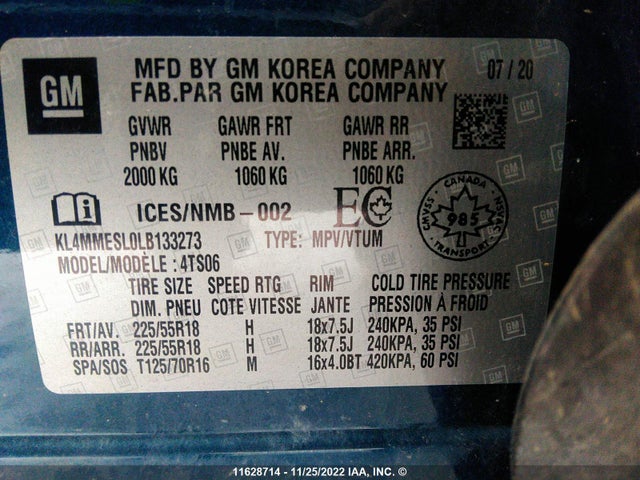 GM
MFD BY GM KOREA COMPANY 07 / 20
FAB.PAR GM KOREA COMPANY
GVWR GAWR FRT GAWR RR
PNBV PNBE AV. PNBE ARR.
2000 KG 1060 KG 1060 KG
ICES/NMB-002 EC
CANADA
CMVSS 985 NSVAC
TRANSPORT
KL4MMESL0LB133273 TYPE: MPV/VTUM
MODEL/MODÈLE : 4TS06
TIRE SIZE SPEED RTG RIM COLD TIRE PRESSURE
DIM. PNEU COTE VITESSE JANTE PRESSION À FROID
FRT/AV. 225/55R18 H 18x7.5J 240KPA, 35 PSI
RR/ARR. 225/55R18 H 18x7.5J 240KPA, 35 PSI
SPA/SOS T125/70R16 M 16x4.0BT 420KPA, 60 PSI
11628714 - 11/25/2022 IAA, INC. ©